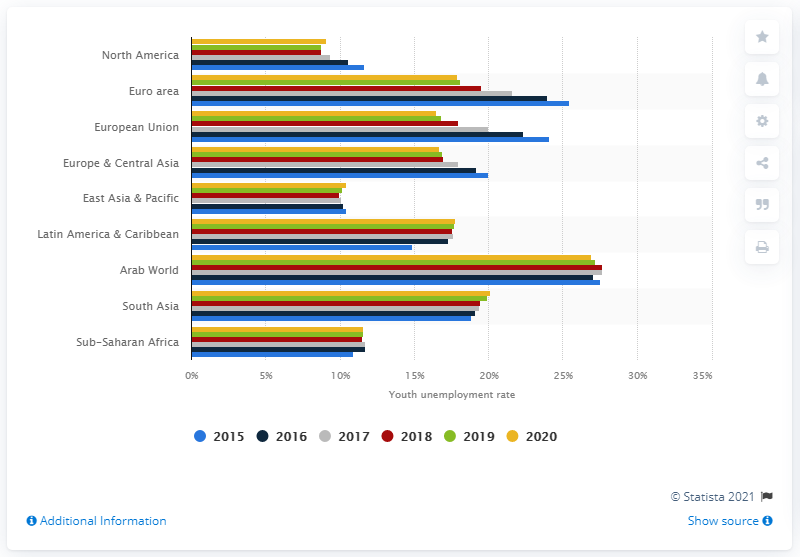 North America
Euro area
European Union
Europe & Central Asia
East Asia & Pacific
Latin America & Caribbean
Arab World
South Asia
Sub-Saharan Africa
0% 5% 10% 15% 20% 25% 30% 35%
Youth unemployment rate
2015 2016 2017 2018 2019 2020
© Statista 2021
Additional Information Show source